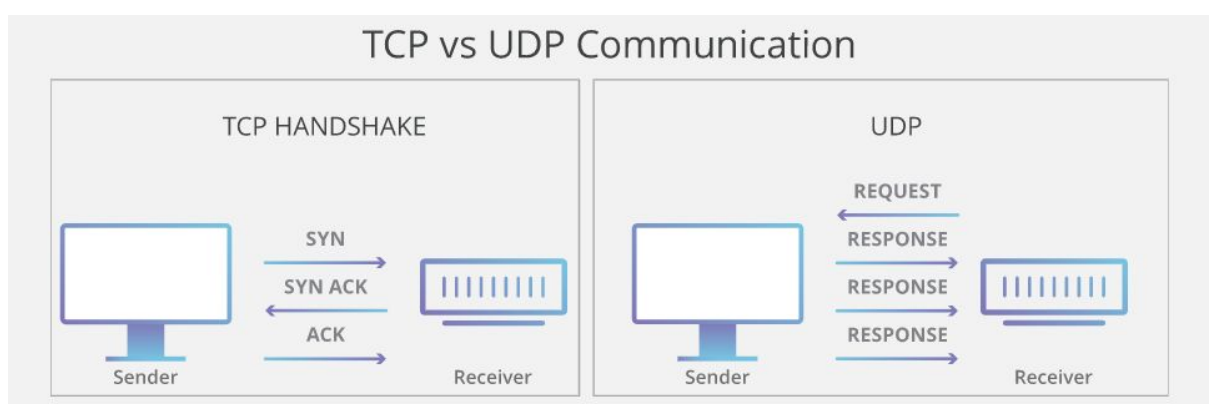 TCP vs UDP Communication
TCP HANDSHAKE
SYN
SYN ACK
ACK
Sender
Receiver
UDP
REQUEST
RESPONSE
RESPONSE
RESPONSE
Sender
Receiver